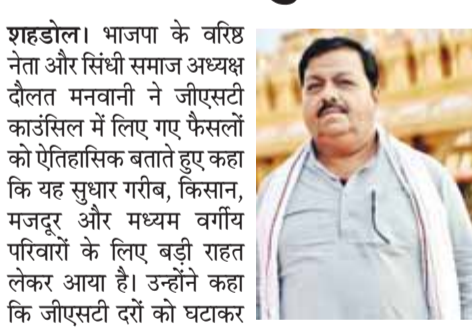 शहडोल। भाजपा के वरिष्ठ
नेता और सिंधी समाज अध्यक्ष
दौलत मनवानी ने जीएसटी
काउंसिल में लिए गए फैसलों
को ऐतिहासिक बताते हुए कहा
कि यह सुधार गरीब, किसान,
मजदूर और मध्यम वर्गीय
परिवारों के लिए बड़ी राहत
लेकर आया है। उन्होंने कहा
कि जीएसटी दरों को घटाकर